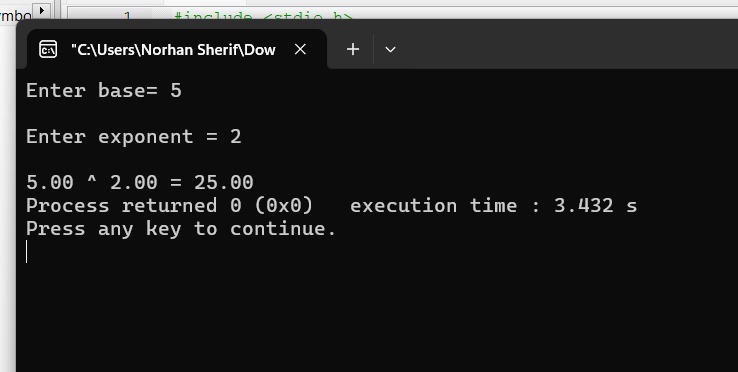 1 #include <stdio.h>
"C:\Users\Norhan Sherif\Dow
Enter base= 5
Enter exponent = 2
5.00 ^ 2.00 = 25.00
Process returned 0 (0x0)   execution time : 3.432 s
Press any key to continue.